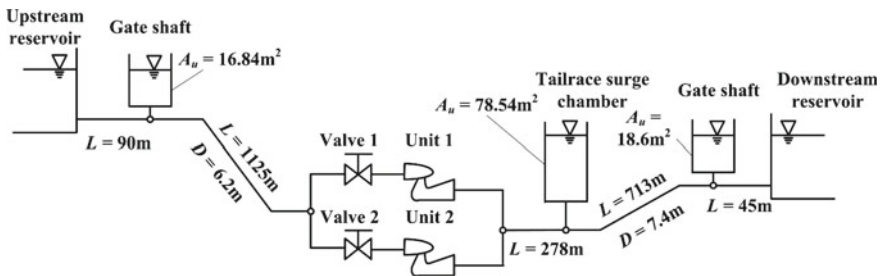 Upstream
reservoir
Gate shaft
A_u = 16.84m²
L = 90m
L = 1125m
D = 6.2m
Valve 1
Unit 1
Valve 2
Unit 2
A_u = 78.54m²
Tailrace surge
chamber
L = 278m
L = 713m
D = 7.4m
Gate shaft
A_u =
18.6m²
L = 45m
Downstream
reservoir